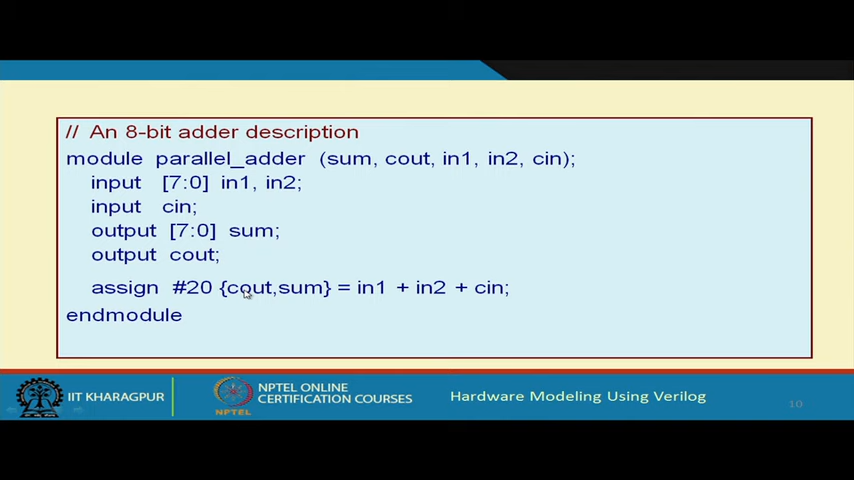 // An 8-bit adder description
module parallel_adder (sum, cout, in1, in2, cin);
input [7:0] in1, in2;
input cin;
output [7:0] sum;
output cout;
assign #20 {cout,sum} = in1 + in2 + cin;
endmodule
IIT KHARAGPUR
NPTEL
NPTEL ONLINE
CERTIFICATION COURSES
Hardware Modeling Using Verilog
10